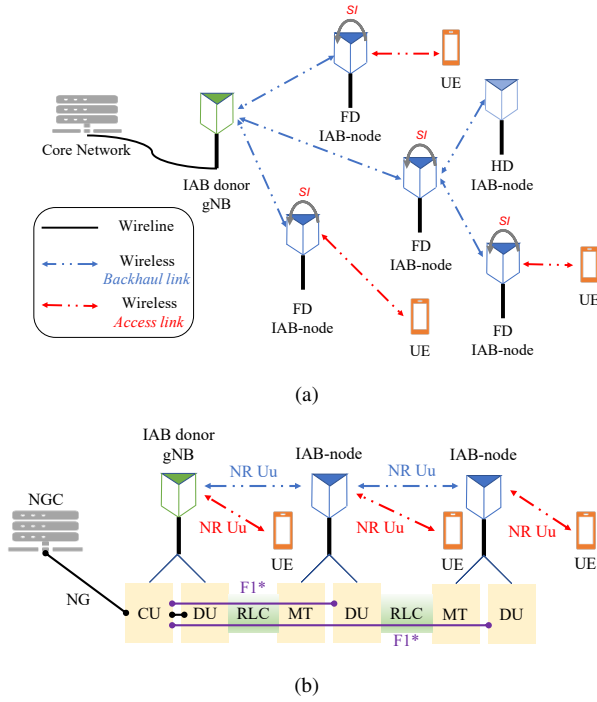 SI
UE
FD
IAB-node
Core Network
IAB donor
gNB
SI
HD
IAB-node
FD
IAB-node
SI
FD
IAB-node
SI
UE
FD
IAB-node
UE
Wireline
Wireless
Backhaul link
Wireless
Access link
(a)
IAB donor
gNB
IAB-node
IAB-node
NR Uu
NR Uu
NGC
NR Uu
NR Uu
NR Uu
UE
UE
UE
NG
F1*
CU
DU
RLC
MT
DU
RLC
MT
DU
F1*
(b)